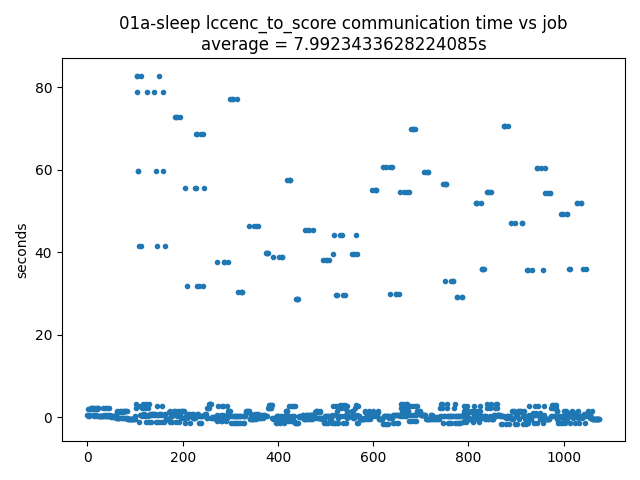 01a-sleep lccenc_to_score communication time vs job
average = 7.9923433628224085s
80
60
seconds
40
20
0
0 200 400 600 800 1000